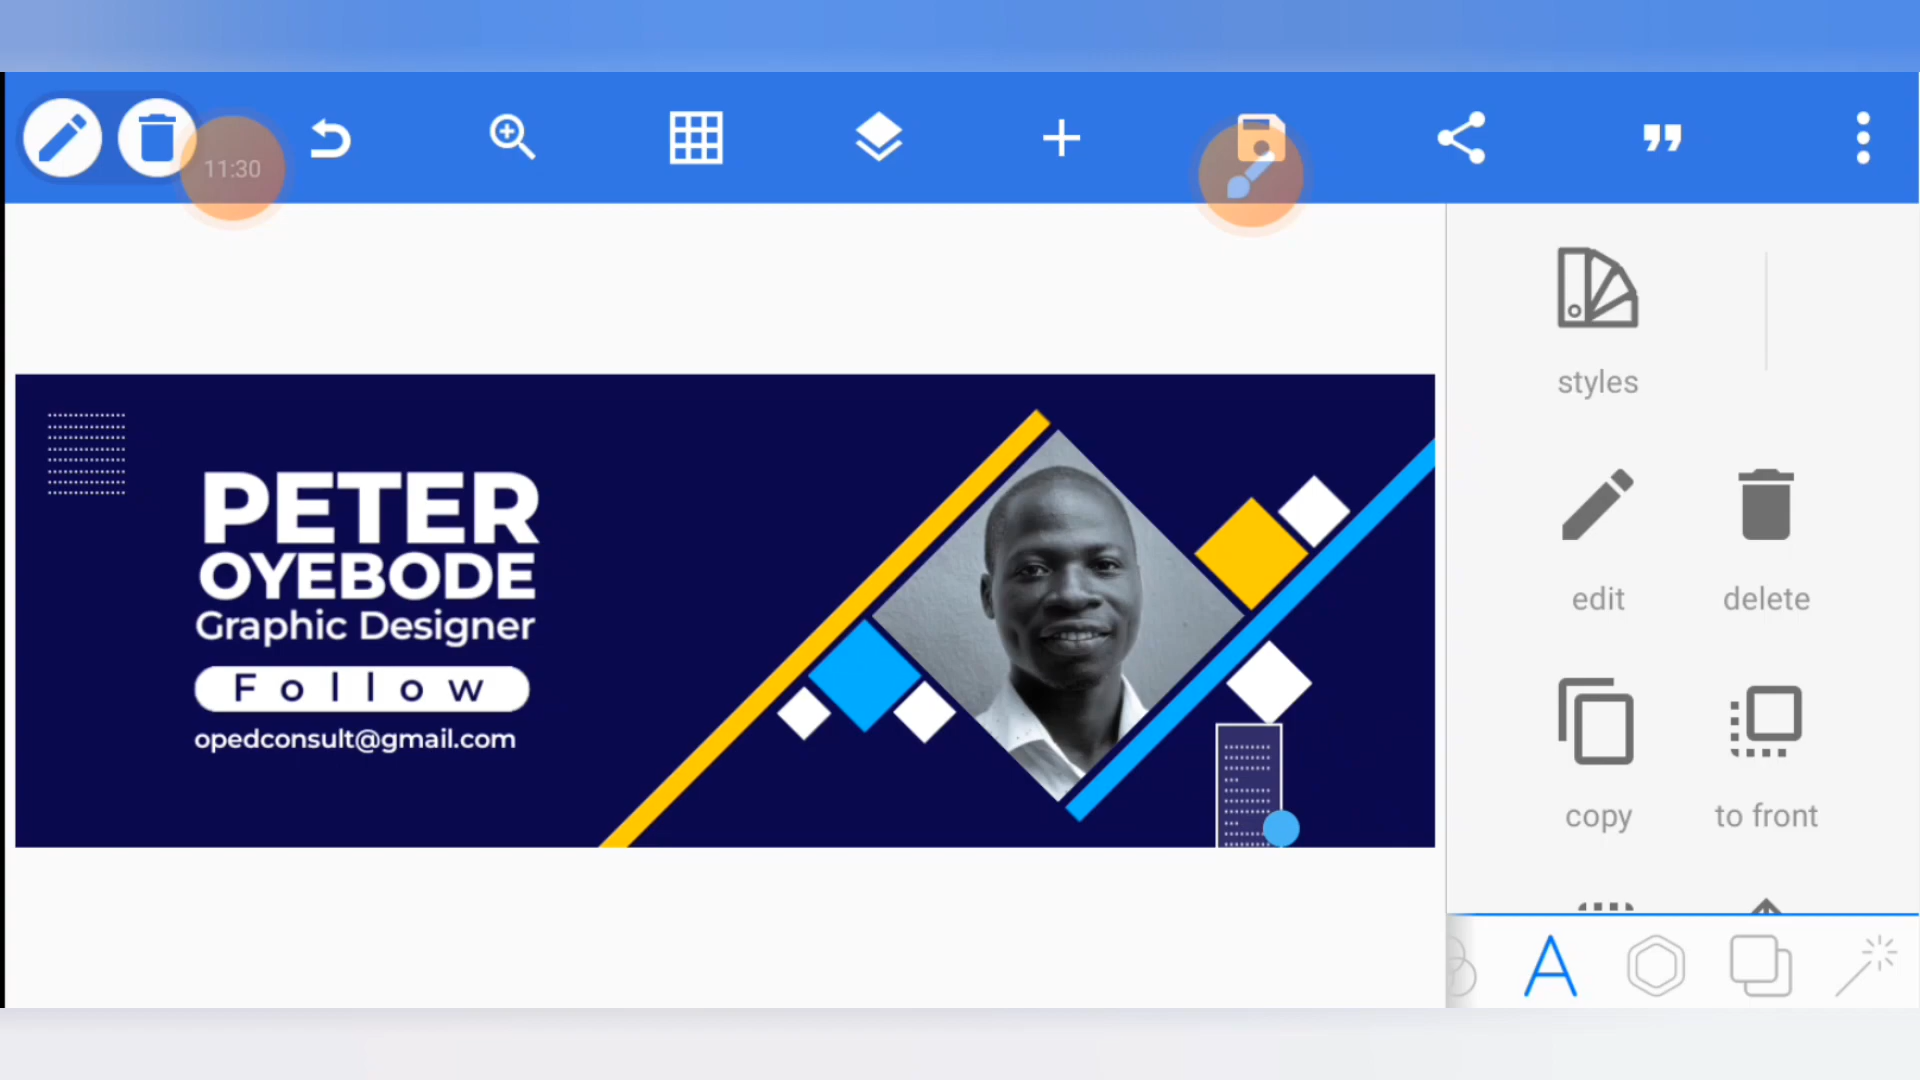 11:30
styles
edit
delete
copy
to front
PETER
OYEBODE
Graphic Designer
Follow
opedconsult@gmail.com